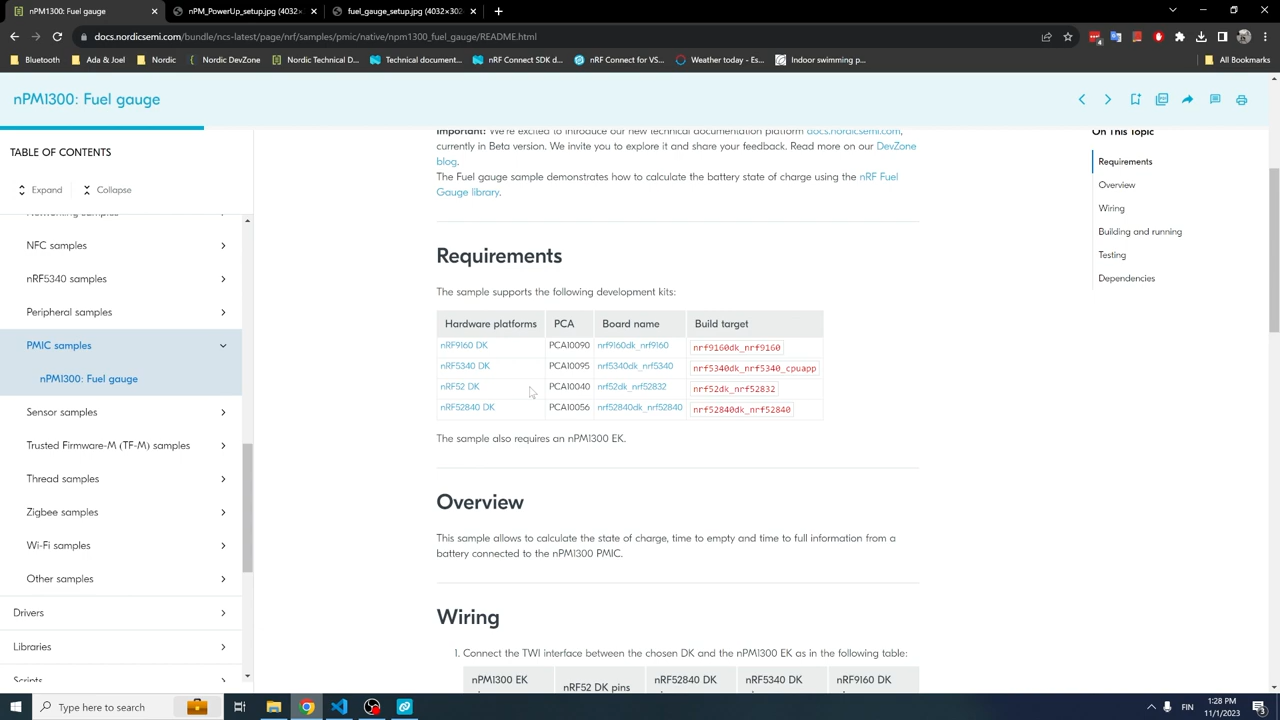 nPM1300: Fuel gauge
nPM_PowerUp_setup.jpg (4032×
fuel_gauge_setup.jpg (4032×302
docs.nordicsemi.com/bundle/ncs-latest/page/nrf/samples/pmic/native/npm1300_fuel_gauge/README.html
Bluetooth
Ada & Joel
Nordic
Nordic DevZone
Nordic Technical D...
Technical document...
nRF Connect SDK d...
nRF Connect for VS...
Weather today - Es...
Indoor swimming p...
All Bookmarks
nPM1300: Fuel gauge
TABLE OF CONTENTS
Expand
Collapse
Networking samples
NFC samples
nRF5340 samples
Peripheral samples
PMIC samples
nPM1300: Fuel gauge
Sensor samples
Trusted Firmware-M (TF-M) samples
Thread samples
Zigbee samples
Wi-Fi samples
Other samples
Drivers
Libraries
Scripts
Important: We're excited to introduce our new technical documentation platform docs.nordicsemi.com,
currently in Beta version. We invite you to explore it and share your feedback. Read more on our DevZone
blog.
The Fuel gauge sample demonstrates how to calculate the battery state of charge using the nRF Fuel
Gauge library.
Requirements
The sample supports the following development kits:
Hardware platforms PCA Board name Build target
nRF9160 DK PCA10090 nrf9160dk_nrf9160 nrf9160dk_nrf9160
nRF5340 DK PCA10095 nrf5340dk_nrf5340 nrf5340dk_nrf5340_cpuapp
nRF52 DK PCA10040 nrf52dk_nrf52832 nrf52dk_nrf52832
nRF52840 DK PCA10056 nrf52840dk_nrf52840 nrf52840dk_nrf52840
The sample also requires an nPM1300 EK.
Overview
This sample allows to calculate the state of charge, time to empty and time to full information from a
battery connected to the nPM1300 PMIC.
Wiring
1. Connect the TWI interface between the chosen DK and the nPM1300 EK as in the following table:
nPM1300 EK nRF52 DK pins nRF52840 DK nRF5340 DK nRF9160 DK
On This Topic
Requirements
Overview
Wiring
Building and running
Testing
Dependencies
Type here to search
FIN
1:28 PM
11/1/2023